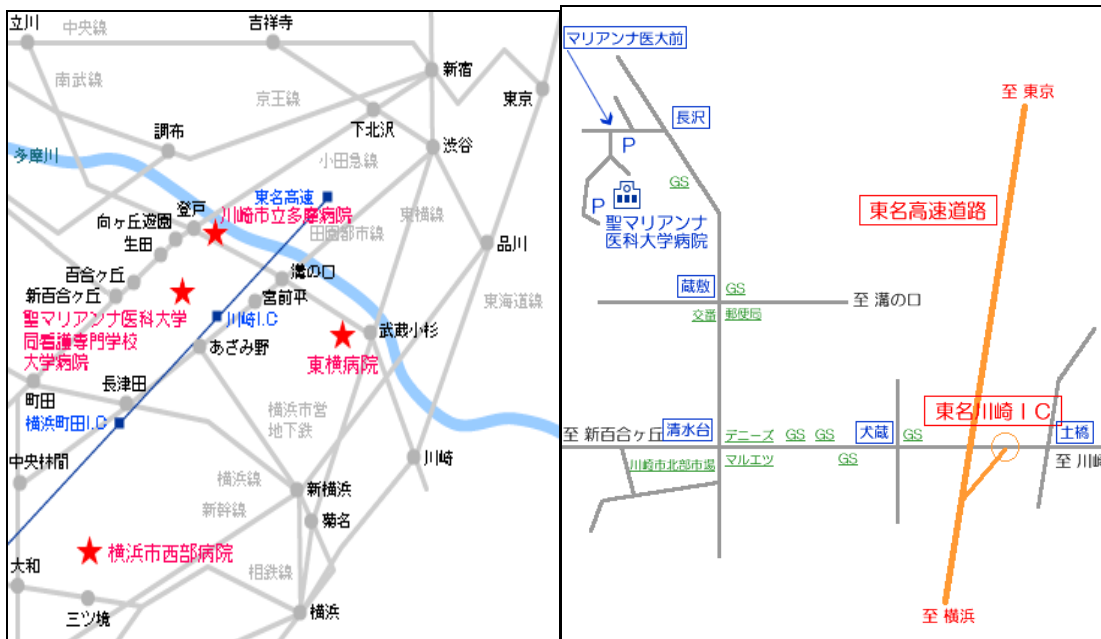 立川
中央線
吉祥寺
南武線
新宿
京王線
東京
調布
下北沢
多摩川
渋谷
小田急線
東名高速
登戸
川崎市立多摩病院
東横線
向ヶ丘遊園
田園都市線
生田
品川
百合ヶ丘
溝の口
新百合ヶ丘
宮前平
東海道線
聖マリアンナ医科大学
同看護専門学校
大学病院
川崎I.C
武蔵小杉
あざみ野
東横病院
町田
長津田
横浜町田I.C
横浜市営
地下鉄
中央林間
川崎
横浜線
新横浜
新幹線
菊名
横浜市西部病院
大和
相鉄線
三ツ境
横浜
マリアンナ医大前
至 東京
長沢
P
GS
P
聖マリアンナ
医科大学病院
東名高速道路
蔵敷
GS
至 溝の口
交番
郵便局
東名川崎IC
至 新百合ヶ丘
清水台
デニーズ
GS
GS
犬蔵
GS
土橋
川崎市北部市場
マルエツ
GS
至 川崎
至 横浜